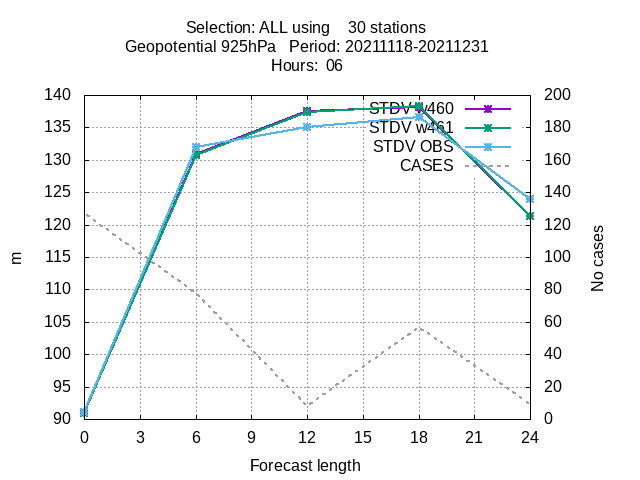 Selection: ALL using 30 stations
Geopotential 925hPa Period: 20211118-20211231
Hours: 06
140
135
130
125
120
115
110
105
100
95
90
200
180
160
140
120
100
80
60
40
20
0
STDV w460
STDV w461
STDV OBS
CASES
m
No cases
0 3 6 9 12 15 18 21 24
Forecast length